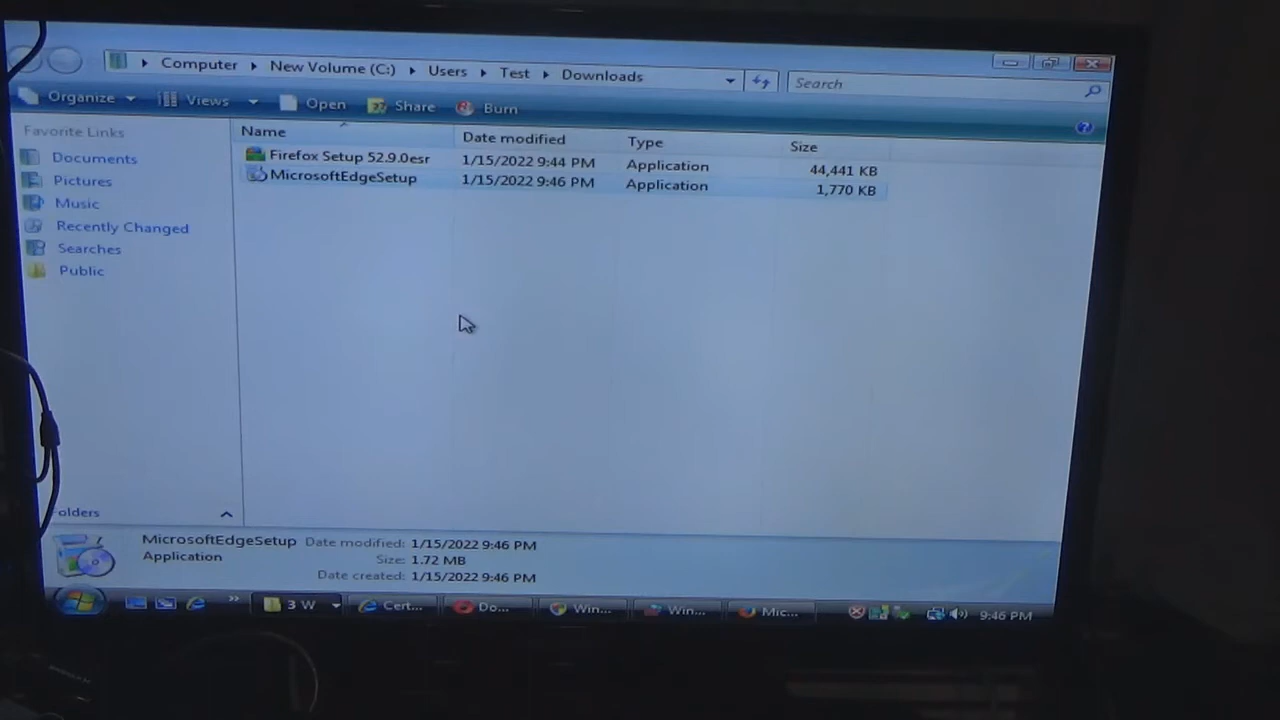 Computer New Volume (C:) Users Test Downloads
Search
Organize Views Open Share Burn
Favorite Links
Documents
Pictures
Music
Recently Changed
Searches
Public
Folders
Name Date modified Type Size
Firefox Setup 52.9.0esr 1/15/2022 9:44 PM Application 44,441 KB
MicrosoftEdgeSetup 1/15/2022 9:46 PM Application 1,770 KB
MicrosoftEdgeSetup Date modified: 1/15/2022 9:46 PM
Application Size: 1.72 MB
Date created: 1/15/2022 9:46 PM
3 W Cert... Do... Win... Win... Mic... 9:46 PM